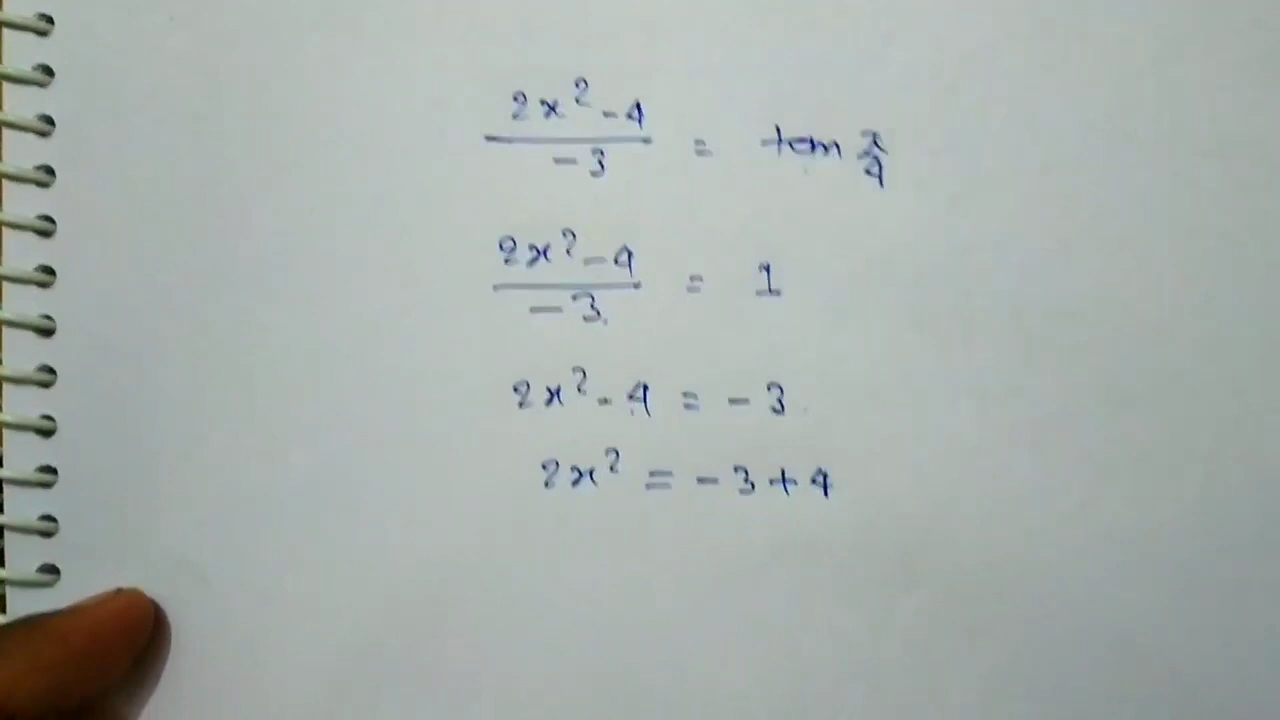 2x² - 4 / -3 = tan π/4
2x² - 4 / -3 = 1
2x² - 4 = -3
2x² = -3 + 4